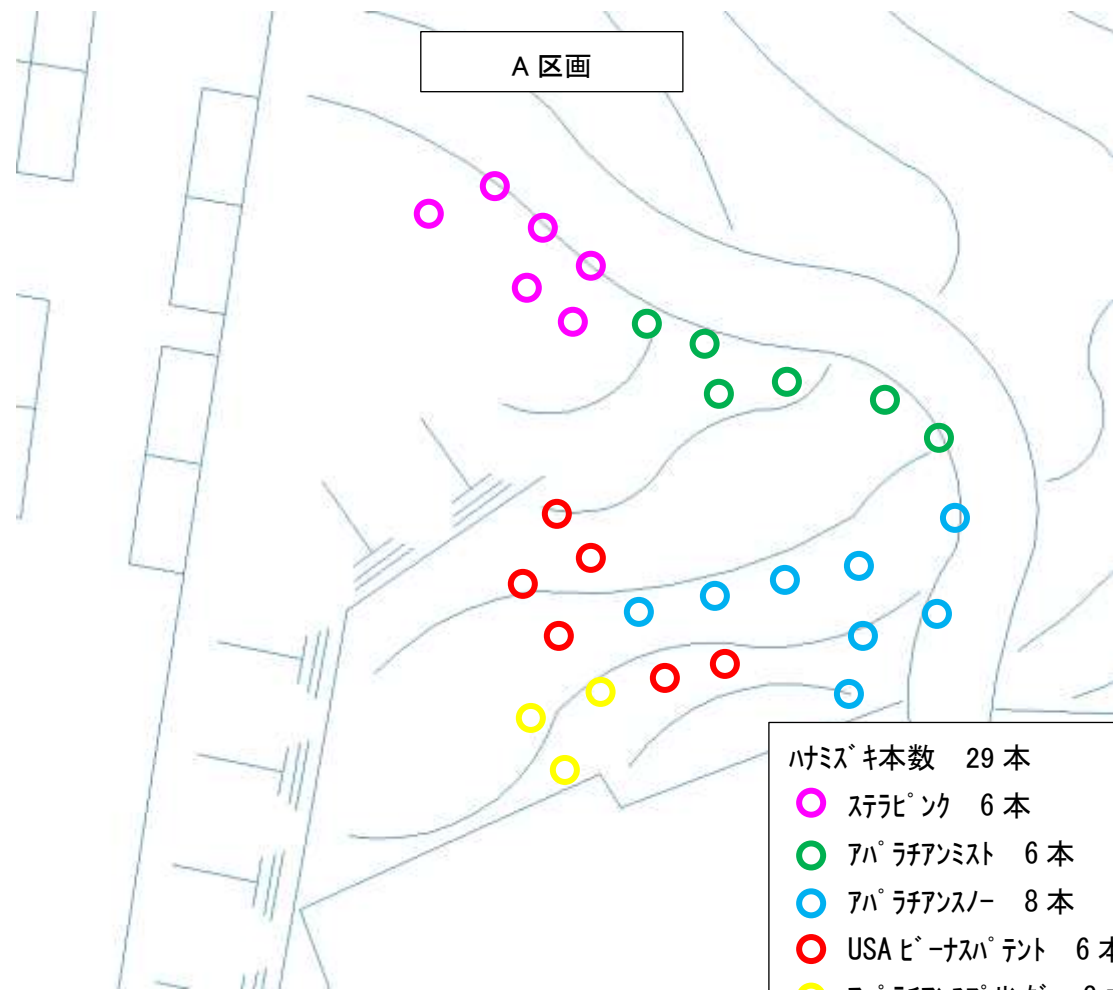 A 区画
ﾊﾅﾐｽﾞｷ本数　29 本
ｽﾃﾗﾋﾟﾝｸ　6 本
ｱﾊﾟﾗﾁｱﾝﾐｽﾄ　6 本
ｱﾊﾟﾗﾁｱﾝｽﾉｰ　8 本
USA ﾋﾞｰﾅｽﾊﾟﾃﾝﾄ　6 本